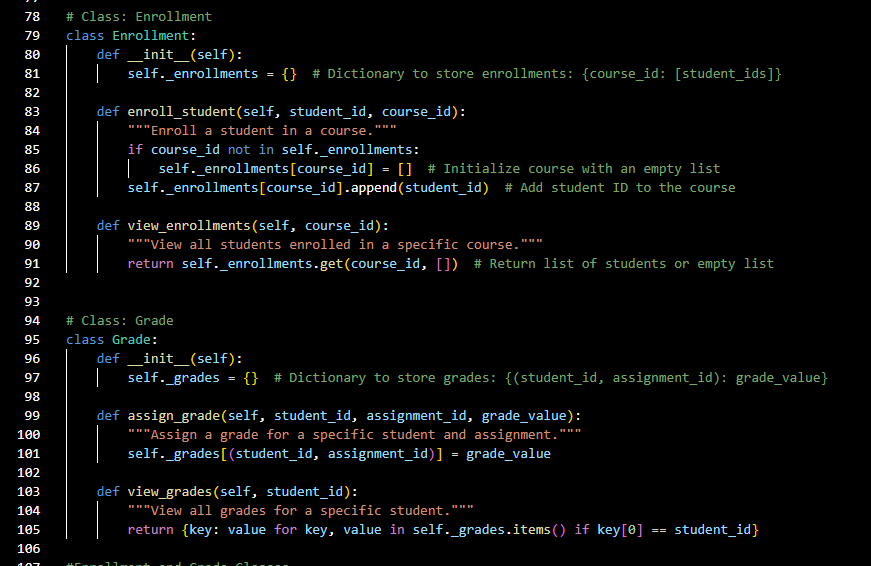 78 # Class: Enrollment
79 class Enrollment:
80     def __init__(self):
81         self._enrollments = {}  # Dictionary to store enrollments: {course_id: [student_ids]}
82
83     def enroll_student(self, student_id, course_id):
84         """Enroll a student in a course."""
85         if course_id not in self._enrollments:
86             self._enrollments[course_id] = []  # Initialize course with an empty list
87         self._enrollments[course_id].append(student_id)  # Add student ID to the course
88
89     def view_enrollments(self, course_id):
90         """View all students enrolled in a specific course."""
91         return self._enrollments.get(course_id, [])  # Return list of students or empty list
92
93
94 # Class: Grade
95 class Grade:
96     def __init__(self):
97         self._grades = {}  # Dictionary to store grades: {(student_id, assignment_id): grade_value}
98
99     def assign_grade(self, student_id, assignment_id, grade_value):
100         """Assign a grade for a specific student and assignment."""
101         self._grades[(student_id, assignment_id)] = grade_value
102
103     def view_grades(self, student_id):
104         """View all grades for a specific student."""
105         return {key: value for key, value in self._grades.items() if key[0] == student_id}
106
107 #Enrollment and Grade Classes